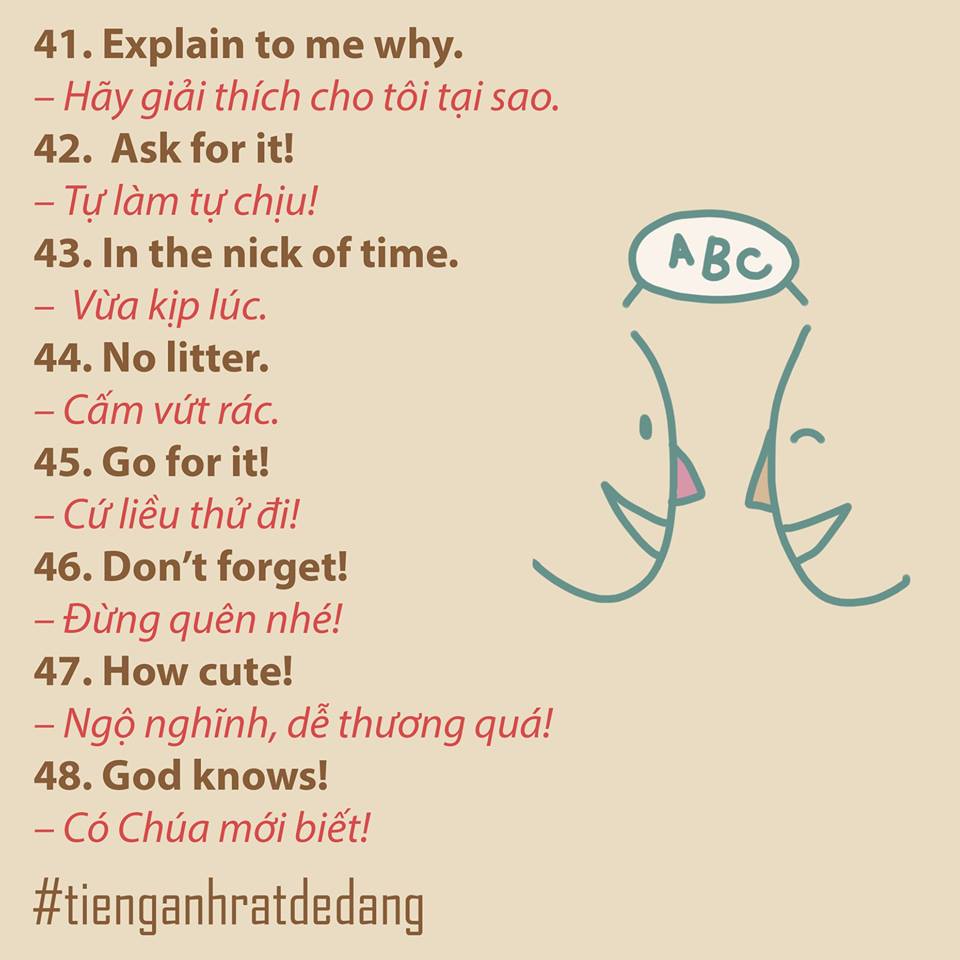 41. Explain to me why.
– Hãy giải thích cho tôi tại sao.
42. Ask for it!
– Tự làm tự chịu!
43. In the nick of time.
– Vừa kịp lúc.
44. No litter.
– Cấm vứt rác.
45. Go for it!
– Cứ liều thử đi!
46. Don’t forget!
– Đừng quên nhé!
47. How cute!
– Ngộ nghĩnh, dễ thương quá!
48. God knows!
– Có Chúa mới biết!
#tienganhratdedang
ABC